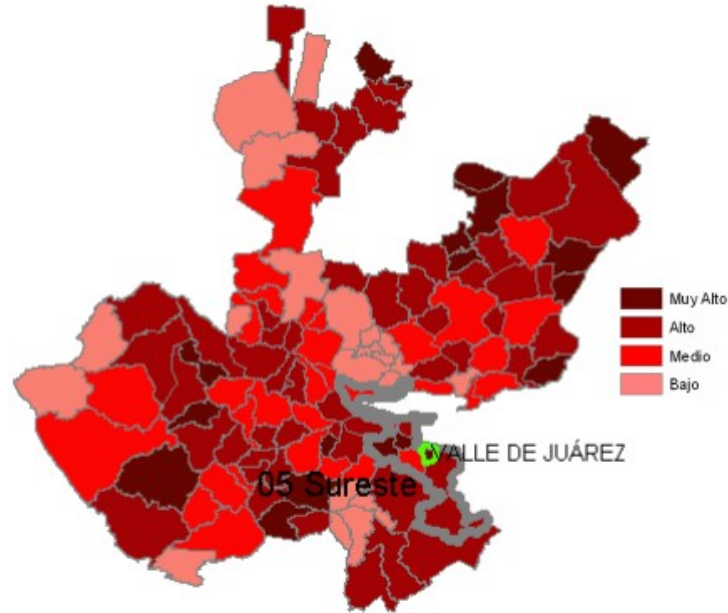 Muy Alto
Alto
Medio
Bajo
VALLE DE JUÁREZ
05 Sureste